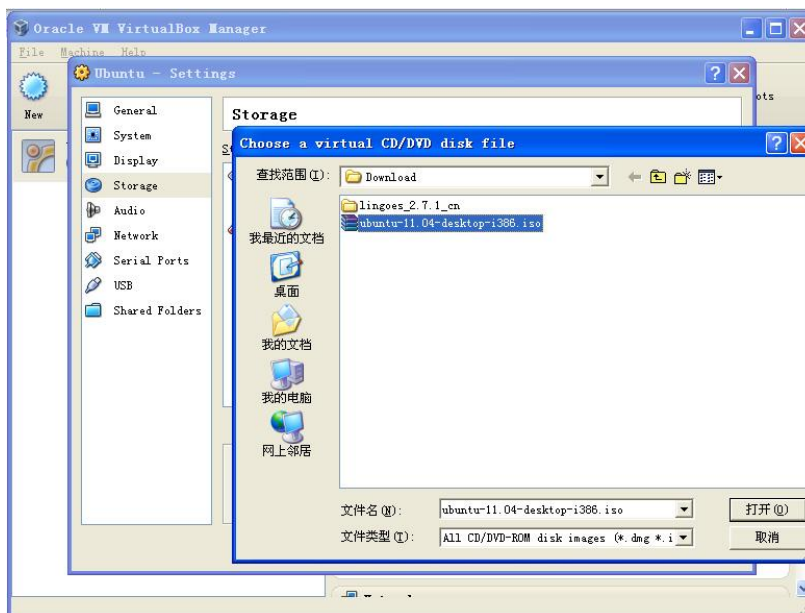 Oracle VM VirtualBox Manager
File Machine Help
New
ots
Ubuntu - Settings
General
System
Display
Storage
Audio
Network
Serial Ports
USB
Shared Folders
Storage
Choose a virtual CD/DVD disk file
查找范围(I):
Download
lingoes_2.7.1_cn
ubuntu-11.04-desktop-i386.iso
我最近的文档
桌面
我的文档
我的电脑
网上邻居
文件名(N):
ubuntu-11.04-desktop-i386.iso
打开(O)
文件类型(T):
All CD/DVD-ROM disk images (*.dmg *.i
取消